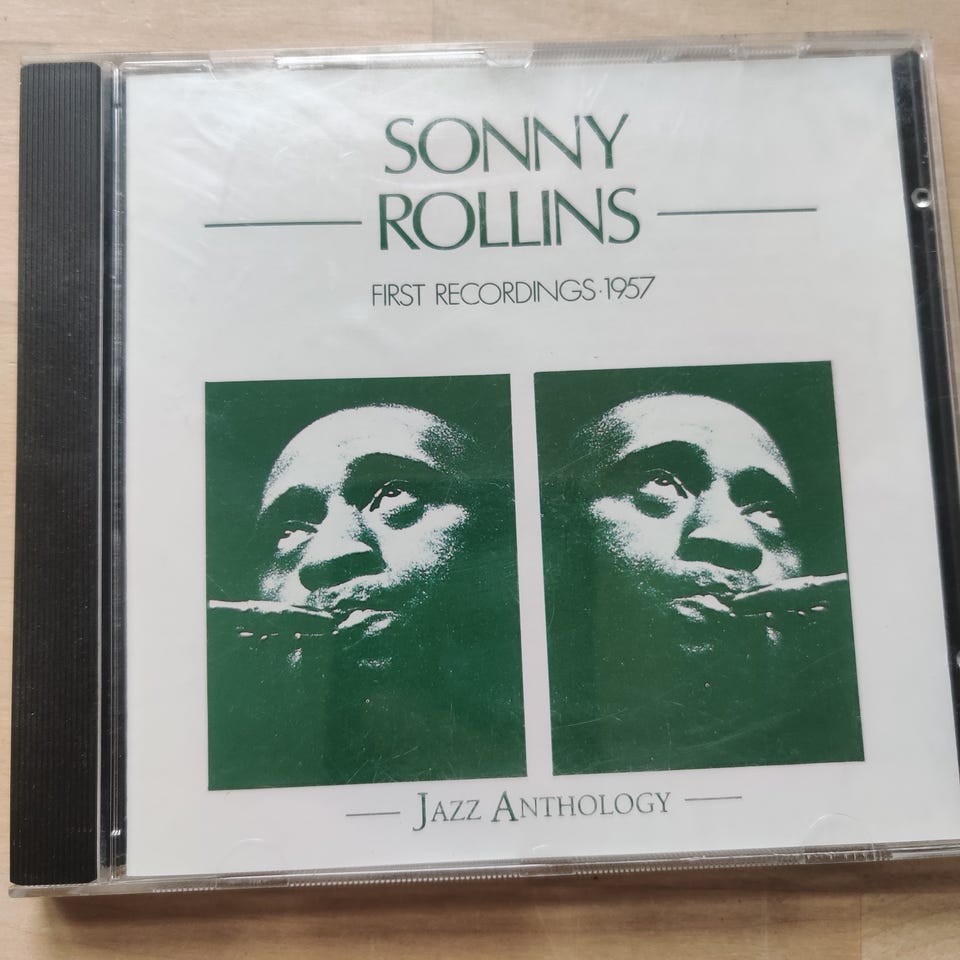 SONNY
ROLLINS
FIRST RECORDINGS·1957
JAZZ ANTHOLOGY